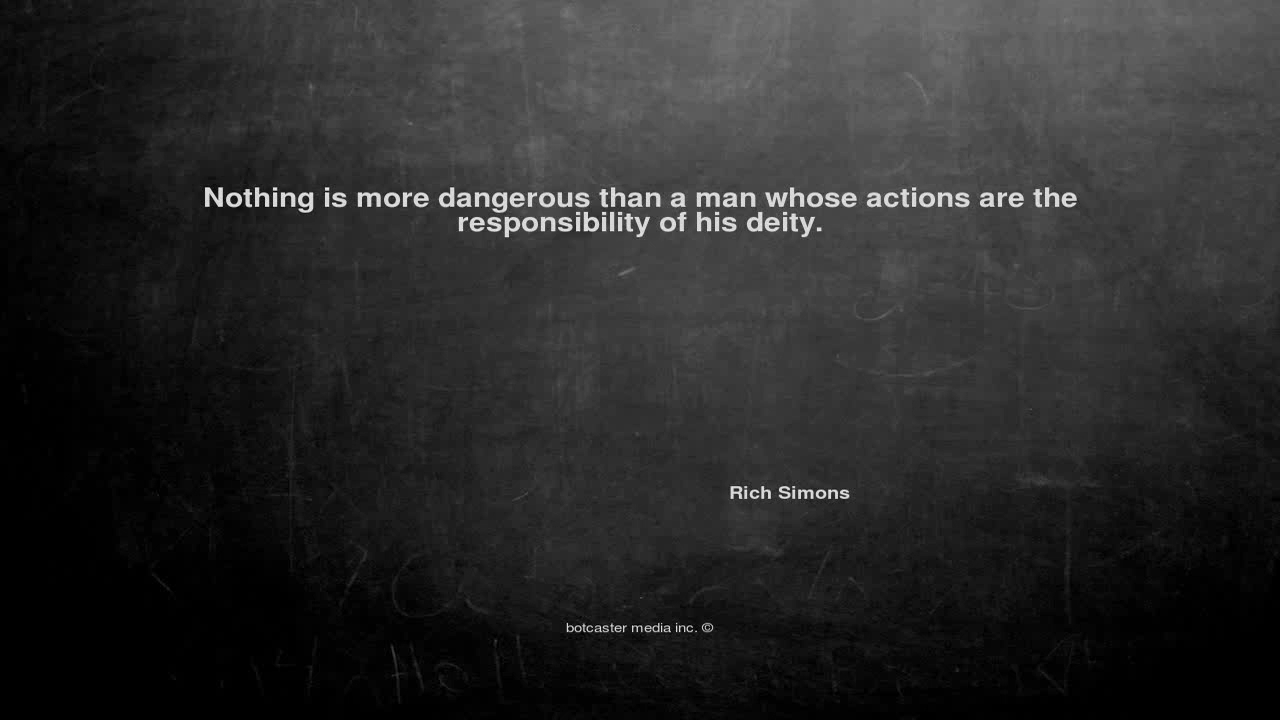 Nothing is more dangerous than a man whose actions are the
responsibility of his deity.
Rich Simons
botcaster media inc. ©